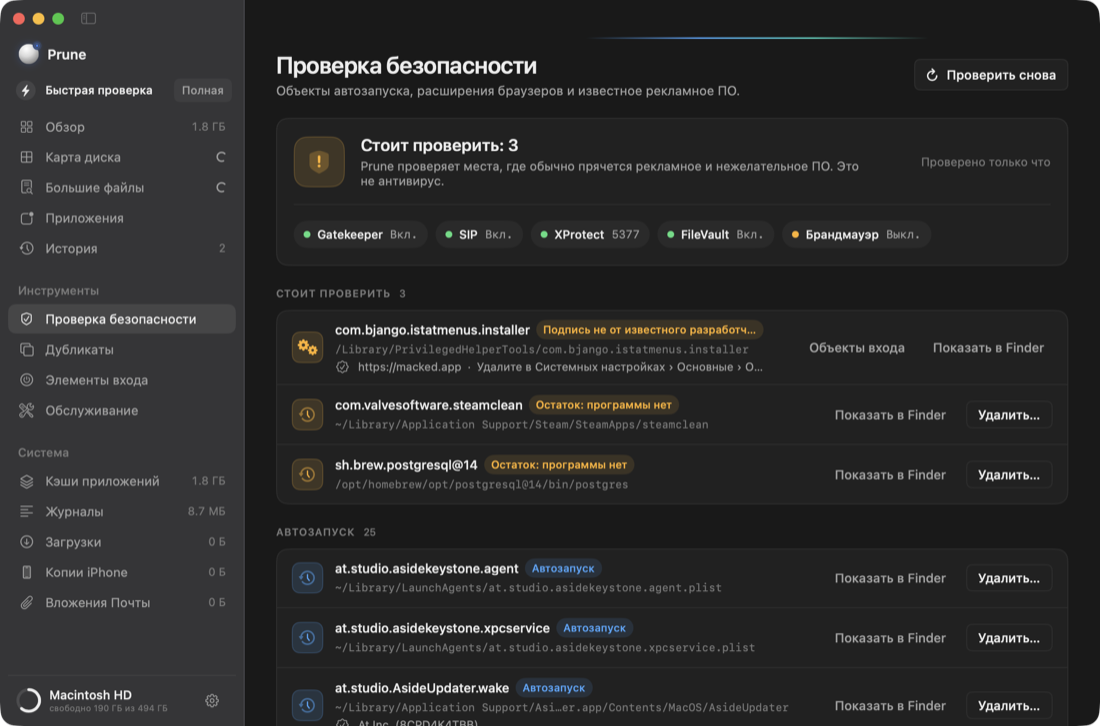 Prune
Быстрая проверка
Полная
Обзор
1.8 ГБ
Карта диска
Большие файлы
Приложения
История
2
Инструменты
Проверка безопасности
Дубликаты
Элементы входа
Обслуживание
Система
Кэши приложений
1.8 ГБ
Журналы
8.7 МБ
Загрузки
0 Б
Копии iPhone
0 Б
Вложения Почты
0 Б
Macintosh HD
свободно 190 ГБ из 494 ГБ
Проверка безопасности
Объекты автозапуска, расширения браузеров и известное рекламное ПО.
Проверить снова
Стоит проверить: 3
Prune проверяет места, где обычно прячется рекламное и нежелательное ПО. Это
не антивирус.
Проверено только что
Gatekeeper Вкл.
SIP Вкл.
XProtect 5377
FileVault Вкл.
Брандмауэр Выкл.
СТОИТ ПРОВЕРИТЬ 3
com.bjango.istatmenus.installer
Подпись не от известного разработч...
/Library/PrivilegedHelperTools/com.bjango.istatmenus.installer
https://macked.app · Удалите в Системных настройках › Основные › О...
Объекты входа
Показать в Finder
com.valvesoftware.steamclean
Остаток: программы нет
~/Library/Application Support/Steam/SteamApps/steamclean
Показать в Finder
Удалить...
sh.brew.postgresql@14
Остаток: программы нет
/opt/homebrew/opt/postgresql@14/bin/postgres
Показать в Finder
Удалить...
АВТОЗАПУСК 25
at.studio.asidekeystone.agent
Автозапуск
~/Library/LaunchAgents/at.studio.asidekeystone.agent.plist
Показать в Finder
Удалить...
at.studio.asidekeystone.xpcservice
Автозапуск
~/Library/LaunchAgents/at.studio.asidekeystone.xpcservice.plist
Показать в Finder
Удалить...
at.studio.AsideUpdater.wake
Автозапуск
~/Library/Application Support/Asi…er.app/Contents/MacOS/AsideUpdater
At Inc. (8CPD4K4TBB)
Показать в Finder
Удалить...